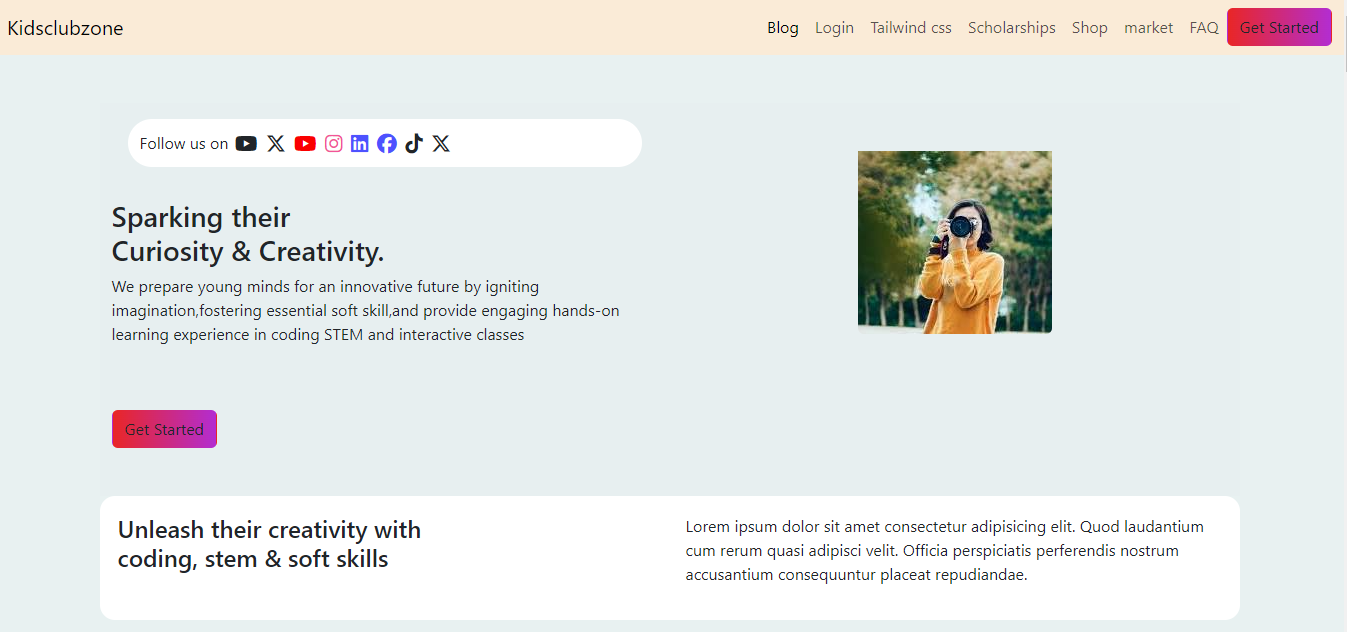 Kidsclubzone
Blog Login Tailwind css Scholarships Shop market FAQ Get Started
Follow us on
Sparking their
Curiosity & Creativity.
We prepare young minds for an innovative future by igniting
imagination,fostering essential soft skill,and provide engaging hands-on
learning experience in coding STEM and interactive classes
Get Started
Unleash their creativity with
coding, stem & soft skills
Lorem ipsum dolor sit amet consectetur adipisicing elit. Quod laudantium
cum rerum quasi adipisci velit. Officia perspiciatis perferendis nostrum
accusantium consequuntur placeat repudiandae.